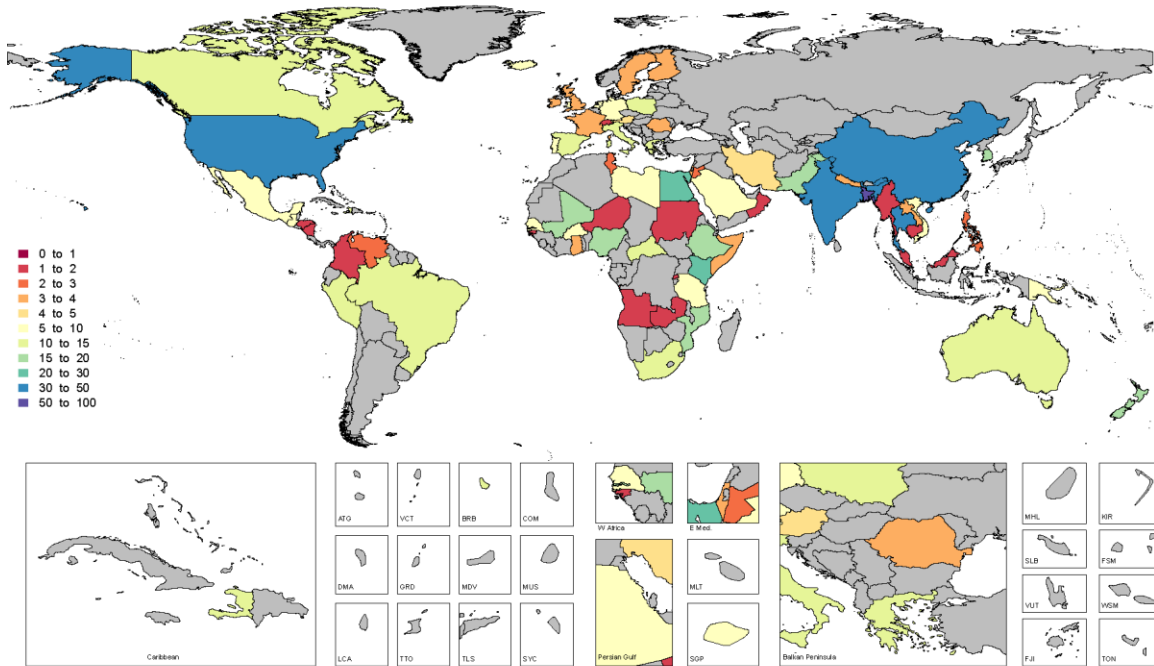 0 to 1
1 to 2
2 to 3
3 to 4
4 to 5
5 to 10
10 to 15
15 to 20
20 to 30
30 to 50
50 to 100
Caribbean
ATG
VCT
BRB
COM
DMA
GRD
MDV
MUS
LCA
TTO
TLS
SYC
W Africa
E Med.
Persian Gulf
MLT
SGP
Balkan Peninsula
MHL
KIR
SLB
FSM
VUT
WSM
FJI
TON